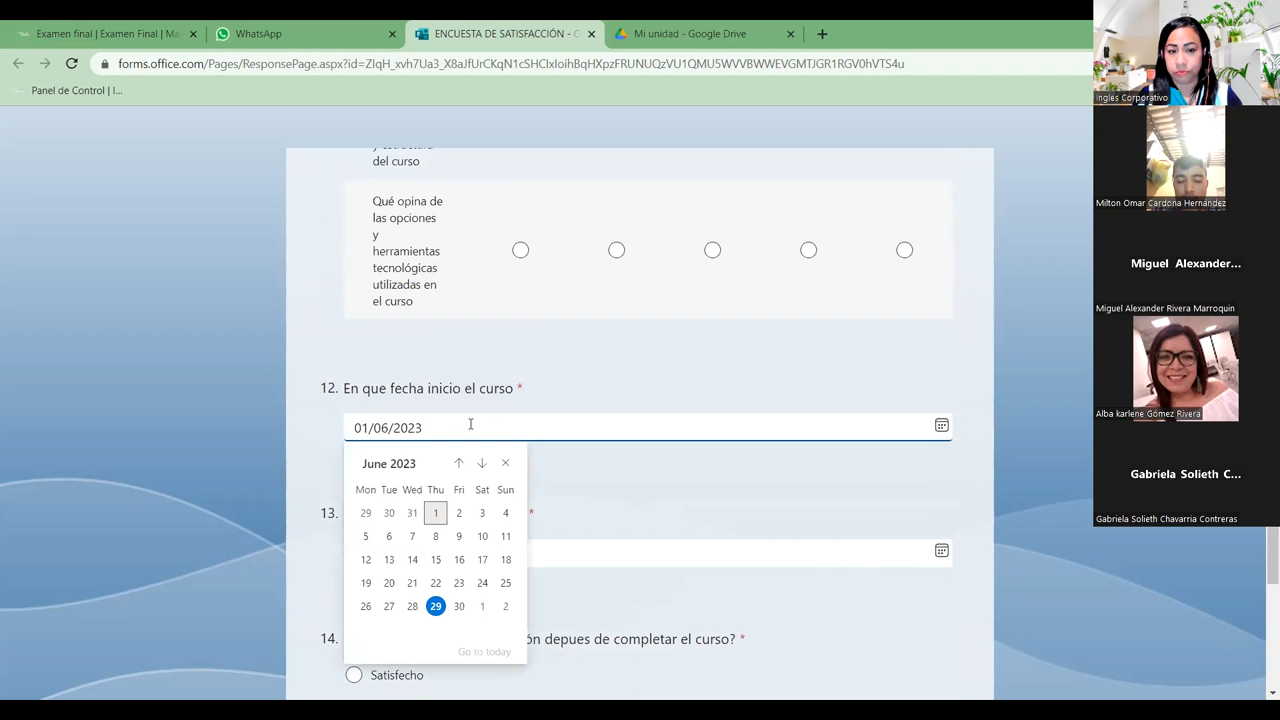 Examen final | Examen Final | Ma
WhatsApp
ENCUESTA DE SATISFACCIÓN - O
Mi unidad - Google Drive
forms.office.com/Pages/ResponsePage.aspx?id=
Panel de Control | I...
del curso
Qué opina de
las opciones
y
herramientas
tecnológicas
utilizadas en
el curso
12. En que fecha inicio el curso *
01/06/2023
June 2023
Mon Tue Wed Thu Fri Sat Sun
29 30 31 1 2 3 4
5 6 7 8 9 10 11
12 13 14 15 16 17 18
19 20 21 22 23 24 25
26 27 28 29 30 1 2
Go to today
13. *
14. ón depues de completar el curso? *
Satisfecho
Ingles Corporativo
Milton Omar Cardona Hernández
Miguel Alexander...
Miguel Alexander Rivera Marroquin
Alba karlene Gómez Rivera
Gabriela Solieth C...
Gabriela Solieth Chavarria Contreras